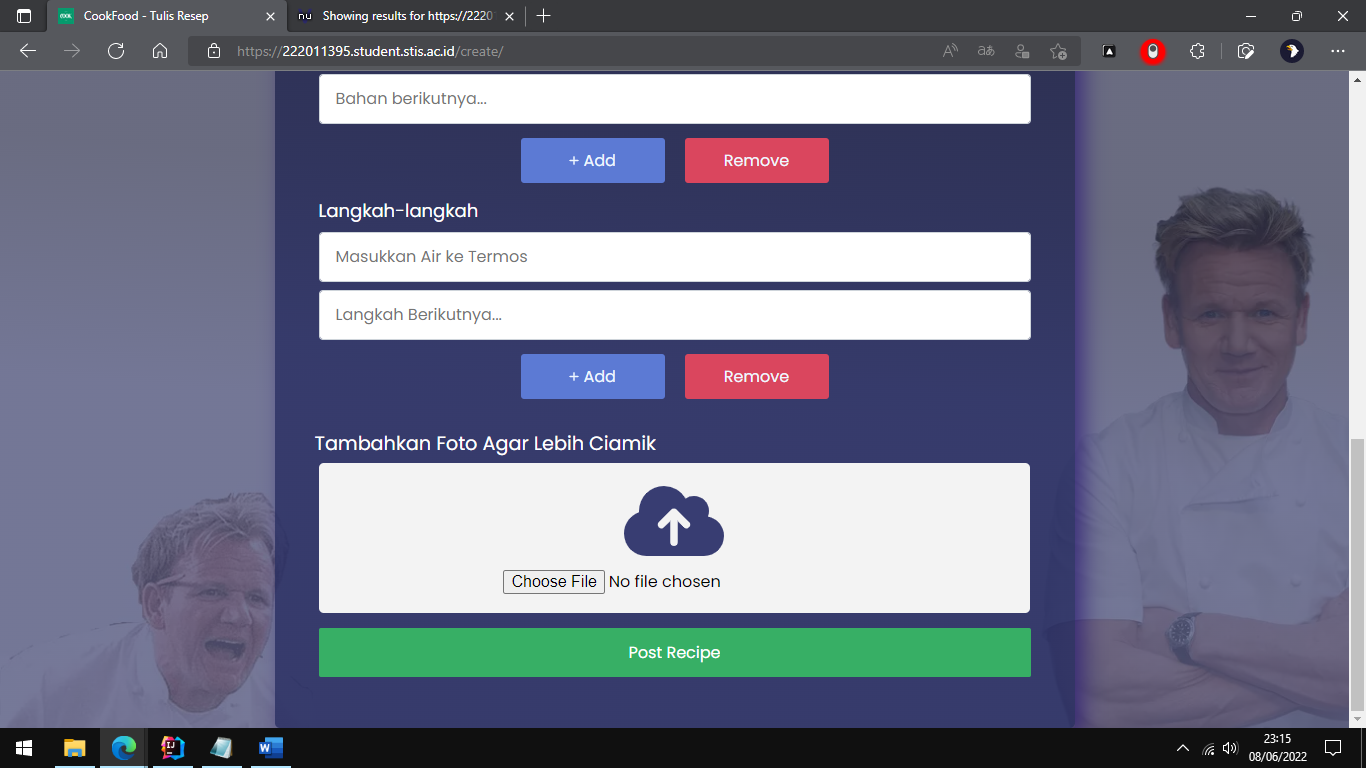 CookFood - Tulis Resep
nu Showing results for https://2220
https://222011395.student.stis.ac.id/create/
Bahan berikutnya...
+ Add Remove
Langkah-langkah
Masukkan Air ke Termos
Langkah Berikutnya...
+ Add Remove
Tambahkan Foto Agar Lebih Ciamik
Choose File No file chosen
Post Recipe
23:15
08/06/2022